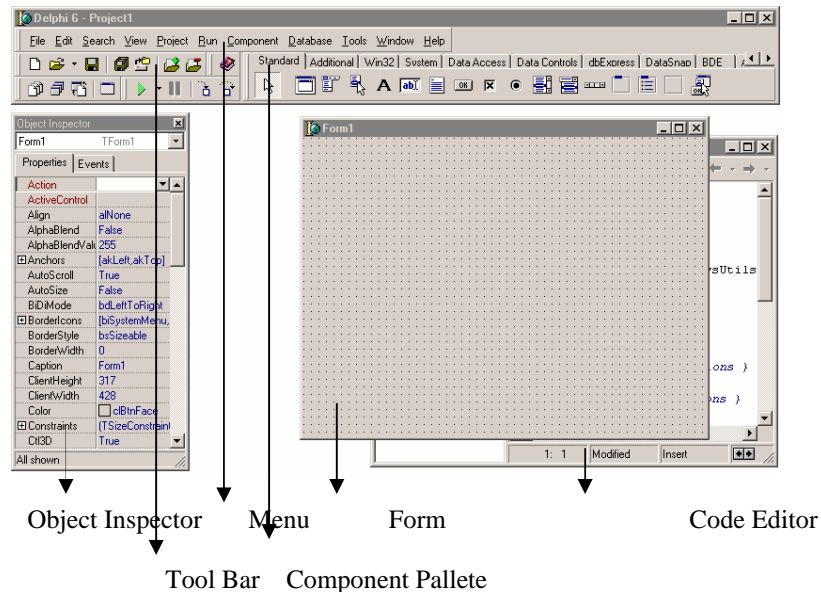 Delphi 6 - Project1
File Edit Search View Project Run Component Database Tools Window Help
Standard Additional Win32 System Data Access Data Controls dbExpress DataSnap BDE
Object Inspector
Form1 TForm1
Properties Events
Action
ActiveControl
Align alNone
AlphaBlend False
AlphaBlendValu 255
Anchors [akLeft,akTop]
AutoScroll True
AutoSize False
BiDiMode bdLeftToRight
BorderIcons [biSystemMenu,
BorderStyle bsSizeable
BorderWidth 0
Caption Form1
ClientHeight 317
ClientWidth 428
Color clBtnFace
Constraints (TSizeConstraint
Ctl3D True
All shown
Form1
ysUtils
ons }
ons }
1: 1 Modified Insert
Object Inspector Menu Form Code Editor
Tool Bar Component Pallete